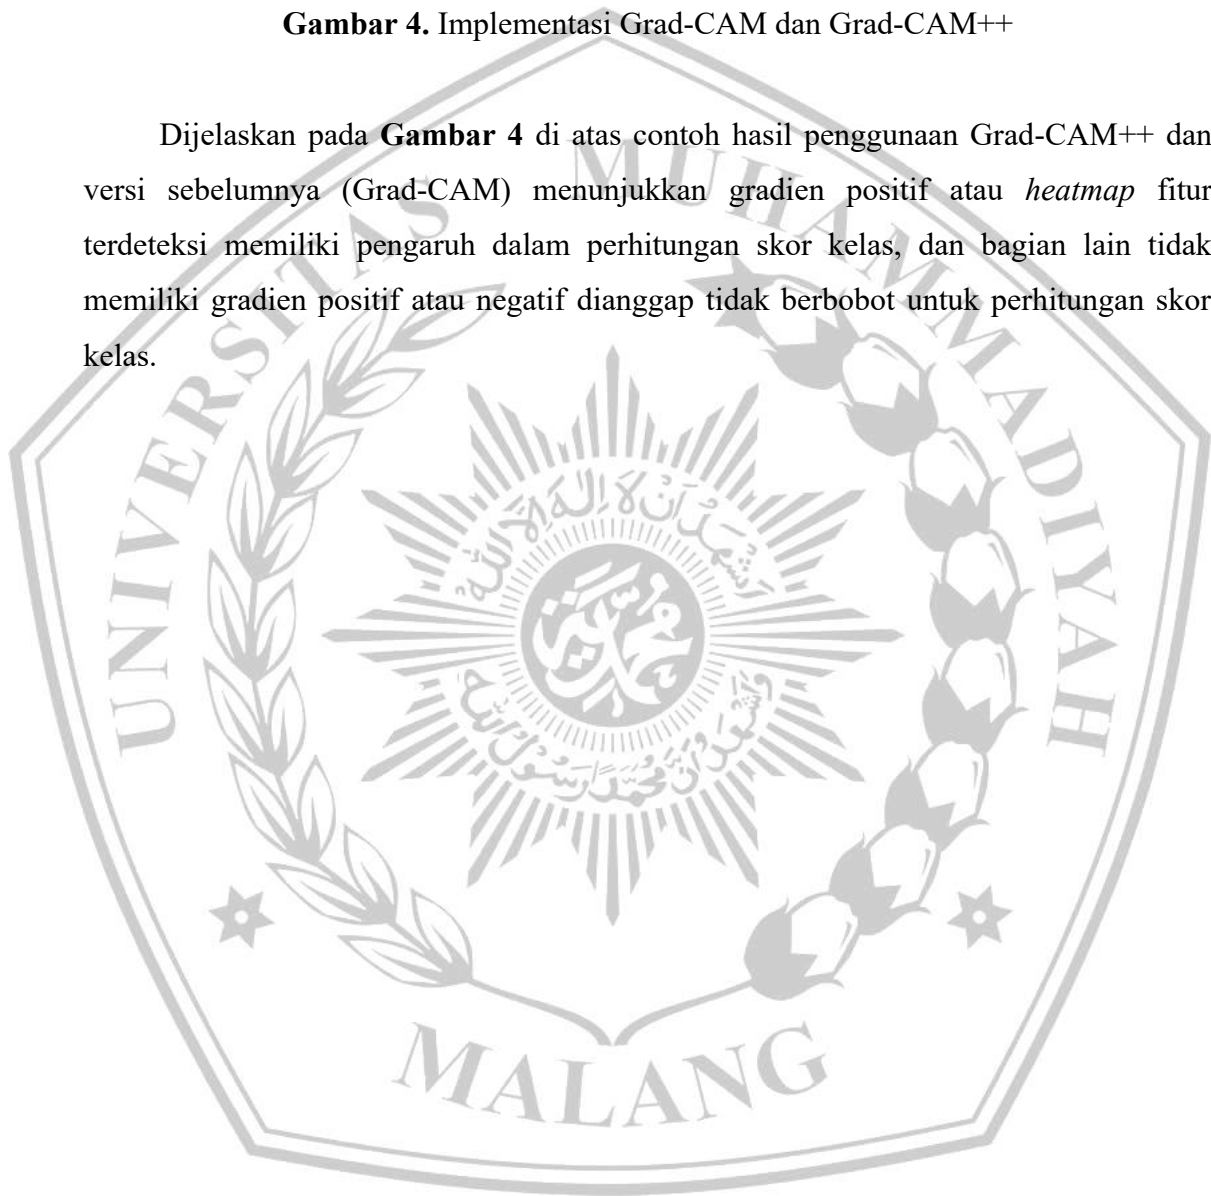 Gambar 4. Implementasi Grad-CAM dan Grad-CAM++
Dijelaskan pada Gambar 4 di atas contoh hasil penggunaan Grad-CAM++ dan
versi sebelumnya (Grad-CAM) menunjukkan gradien positif atau heatmap fitur
terdeteksi memiliki pengaruh dalam perhitungan skor kelas, dan bagian lain tidak
memiliki gradien positif atau negatif dianggap tidak berbobot untuk perhitungan skor
kelas.
UNIVERSITAS MUHAMMADIYAH
MALANG